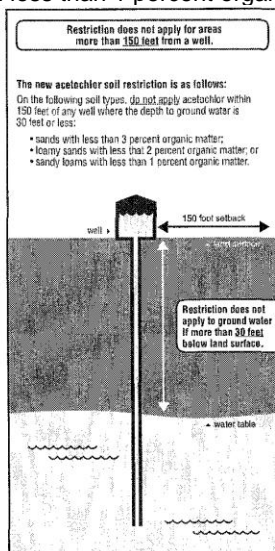 less than 1 percent organ
Restriction does not apply for areas
more than 150 feet from a well.
The new acetochlor soil restriction is as follows:
On the following soil types, do not apply acetochlor within
150 feet of any well where the depth to ground water is
30 feet or less:
• sands with less than 3 percent organic matter;
• loamy sands with less that 2 percent organic matter; or
• sandy loams with less than 1 percent organic matter.
150 foot setback
well
land surface
Restriction does not
apply to ground water
If more than 30 feet
below land surface.
water table